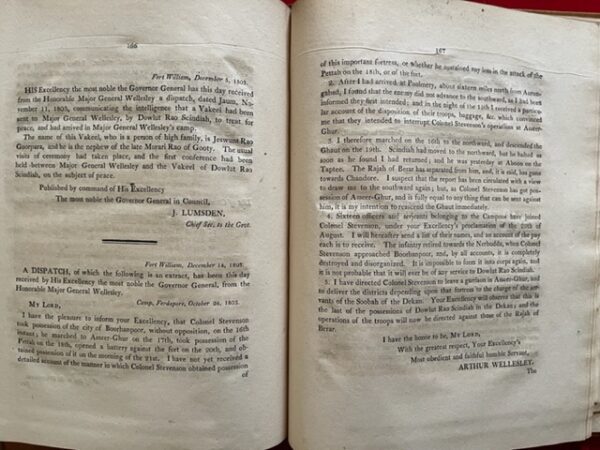 166
Fort William, December 5, 1803.
HIS Excellency the most noble the Governor General has this day received
from the Honorable Major General Wellesley a dispatch, dated Jaum, No-
vember 11, 1803, communicating the intelligence that a Vakeel had been
sent to Major General Wellesley, by Dowlut Rao Scindiah, to treat for
peace, and had arrived in Major General Wellesley's camp.
The name of this Vakeel, who is a person of high family, is Jeswunt Rao
Goorpara, and he is the nephew of the late Morari Rao of Gooty. The usual
visits of ceremony had taken place, and the first conference had been
held between Major General Wellesley and the Vakeel of Dowlut Rao
Scindiah, on the subject of peace.
Published by command of His Excellency
The most noble the Governor General in Council,
J. LUMSDEN,
Chief Sec. to the Govt.
Fort William, December 14, 1803.
A DISPATCH, of which the following is an extract, has been this day
received by His Excellency the most noble the Governor General, from the
Honorable Major General Wellesley.
Camp, Ferdapore, October 24, 1803.
MY LORD,
I have the pleasure to inform your Excellency, that Colonel Stevenson
took possession of the city of Boorhanpoor, without opposition, on the 16th
instant; he marched to Ameer-Ghur on the 17th, took possession of the
Pettah on the 18th, opened a battery against the fort on the 20th, and ob-
tained possession of it on the morning of the 21st. I have not yet received a
detailed account of the manner in which Colonel Stevenson obtained possession
of
167
of this important fortress, or whether he sustained any loss in the attack of the
Pettah on the 18th, or of the fort.
2. After I had arrived at Poolmery, about sixteen miles north from Aurun-
gabad, I found that the enemy did not advance to the southward, as I had been
informed they first intended; and in the night of the 15th I received a particu-
lar account of the disposition of their troops, baggage, &c. which convinced
me that they intended to interrupt Colonel Stevenson's operations at Ameer-
Ghur.
3. I therefore marched on the 16th to the northward, and descended the
Ghaut on the 19th. Scindiah had moved to the northward, but he halted as
soon as he found I returned; and he was yesterday at Aboon on the
Taptee. The Rajah of Berar has separated from him, and, it is said, has gone
towards Chandore. I suspect that the report has been circulated with a view
to draw me to the southward again; but, as Colonel Stevenson has got pos-
session of Ameer-Ghur, and is fully equal to any thing that can be sent against
him, it is my intention to reascend the Ghaut immediately.
4. Sixteen officers and serjeants belonging to the Campoos have joined
Colonel Stevenson, under your Excellency's proclamation of the 29th of
August. I will hereafter send a list of their names, and an account of the pay
each is to receive. The infantry retired towards the Nerbudda, when Colonel
Stevenson approached Boorhanpoor, and, by all accounts, it is completely
destroyed and disorganized. It is impossible to form it into corps again, and
it is not probable that it will ever be of any service to Dowlut Rao Scindiah.
5. I have directed Colonel Stevenson to leave a garrison in Ameer-Ghur, and
to deliver the districts depending upon that fortress to the charge of the ser-
vants of the Soobah of the Dekan. Your Excellency will observe that this is
the last of the possessions of Dowlut Rao Scindiah in the Dekan; and the
operations of the troops will now be directed against those of the Rajah of
Berar.
I have the honor to be, MY LORD,
With the greatest respect, Your Excellency's
Most obedient and faithful humble Servant,
ARTHUR WELLESLEY.
The